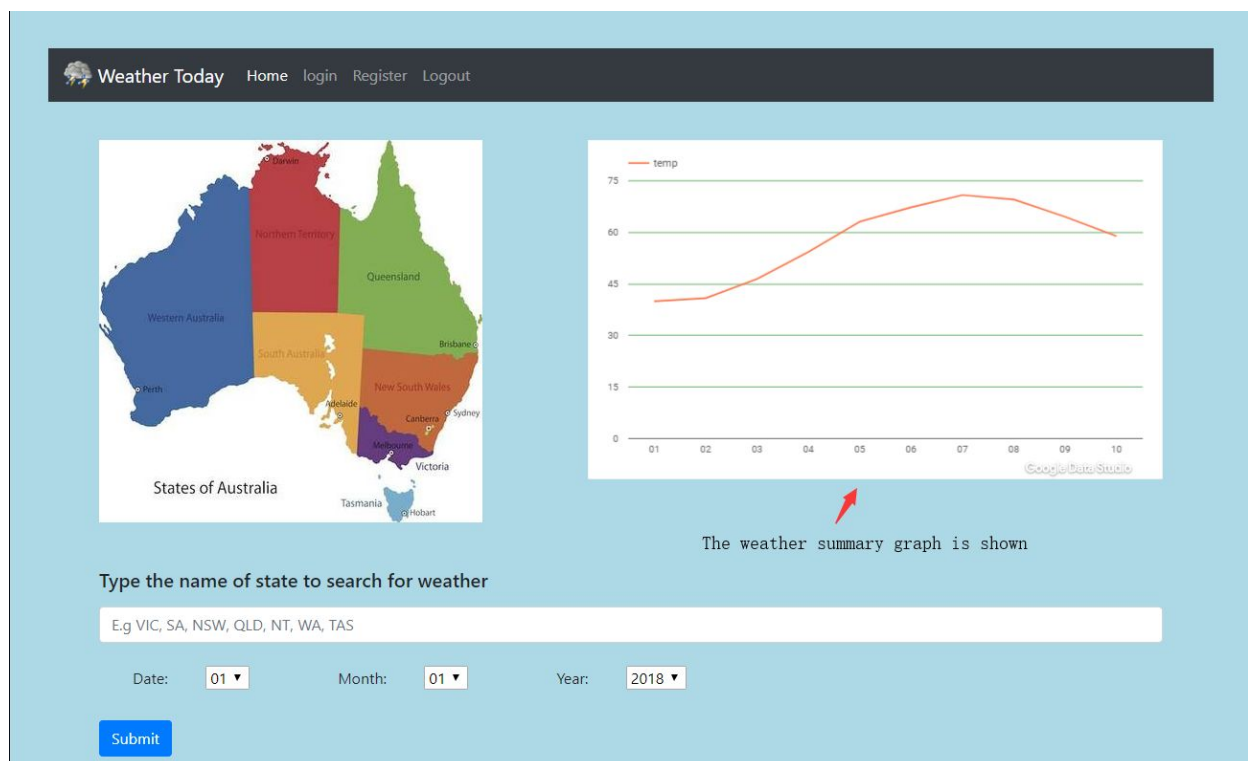 Weather Today Home login Register Logout
Darwin
Northern Territory
Queensland
Western Australia
South Australia
Brisbane
Perth
New South Wales
Adelaide
Canberra
Sydney
Melbourne
Victoria
States of Australia
Tasmania
Hobart
temp
75
60
45
30
15
0
01 02 03 04 05 06 07 08 09 10
Google Data Studio
The weather summary graph is shown
Type the name of state to search for weather
E.g VIC, SA, NSW, QLD, NT, WA, TAS
Date: 01 Month: 01 Year: 2018
Submit